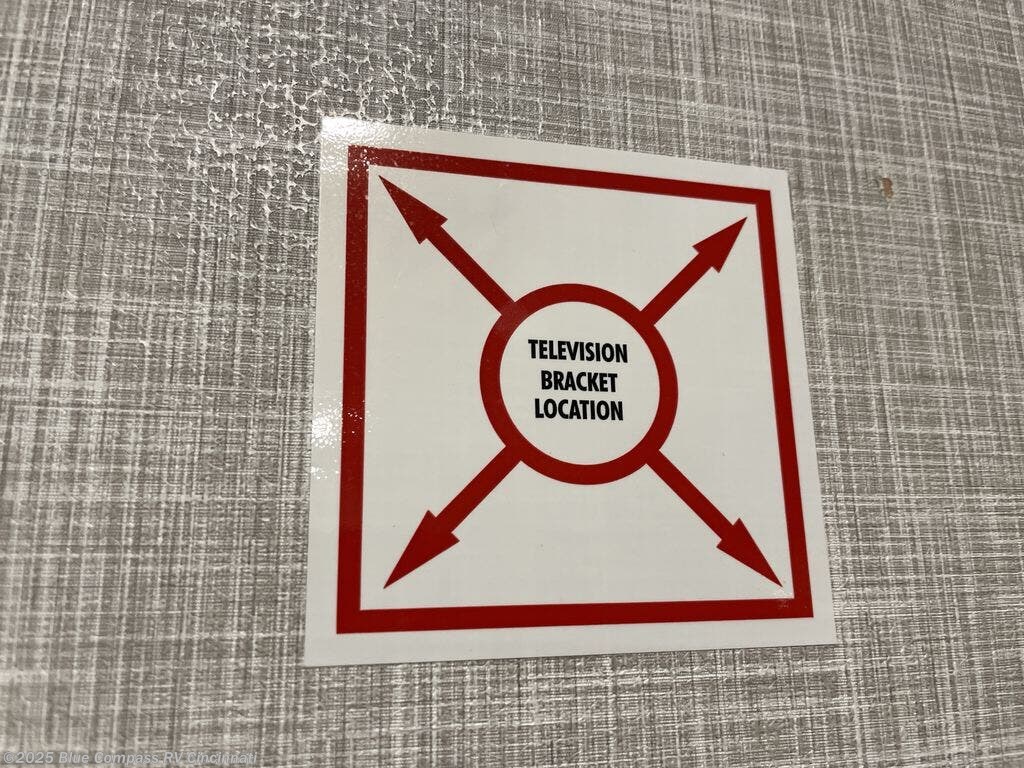 TELEVISION
BRACKET
LOCATION
©2025 Blue Compass RV Cincinnati